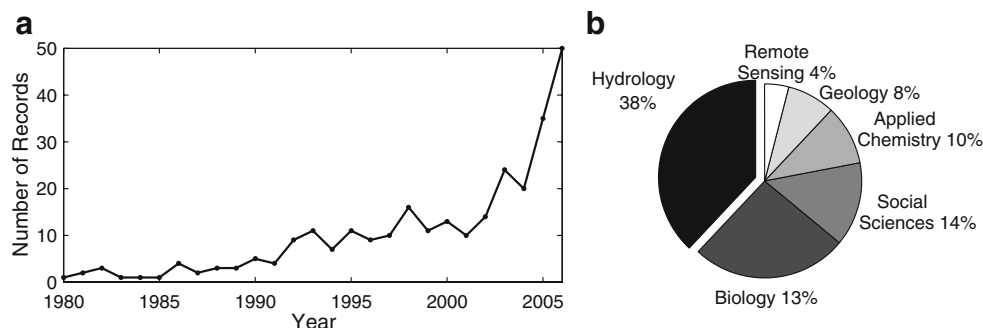 a
50
40
30
20
10
0
Number of Records
1980
1985
1990
1995
2000
2005
Year
b
Remote
Sensing 4%
Geology 8%
Applied
Chemistry 10%
Social
Sciences 14%
Biology 13%
Hydrology
38%